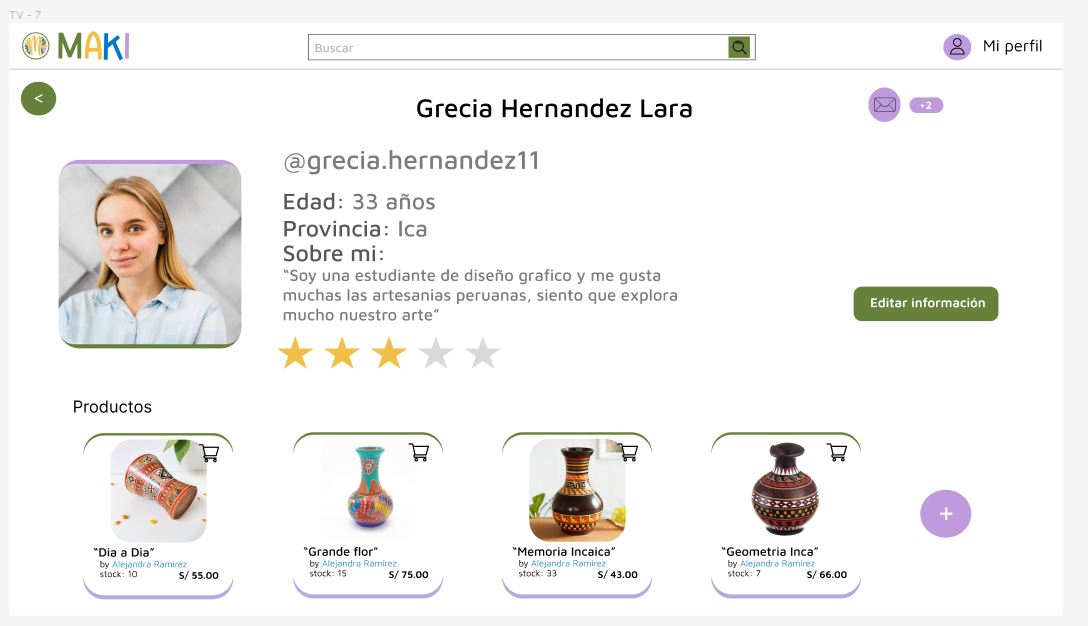 TV - 7
MAKI
Buscar
Mi perfil
<
Grecia Hernandez Lara
+2
@grecia.hernandez11
Edad: 33 años
Provincia: Ica
Sobre mi:
“Soy una estudiante de diseño grafico y me gusta
muchas las artesanias peruanas, siento que explora
mucho nuestro arte”
Editar información
Productos
“Dia a Dia”
by Alejandra Ramirez
stock: 10 S/ 55.00
“Grande flor”
by Alejandra Ramirez
stock: 15 S/ 75.00
“Memoria Incaica”
by Alejandra Ramirez
stock: 33 S/ 43.00
“Geometria Inca”
by Alejandra Ramirez
stock: 7 S/ 66.00
+